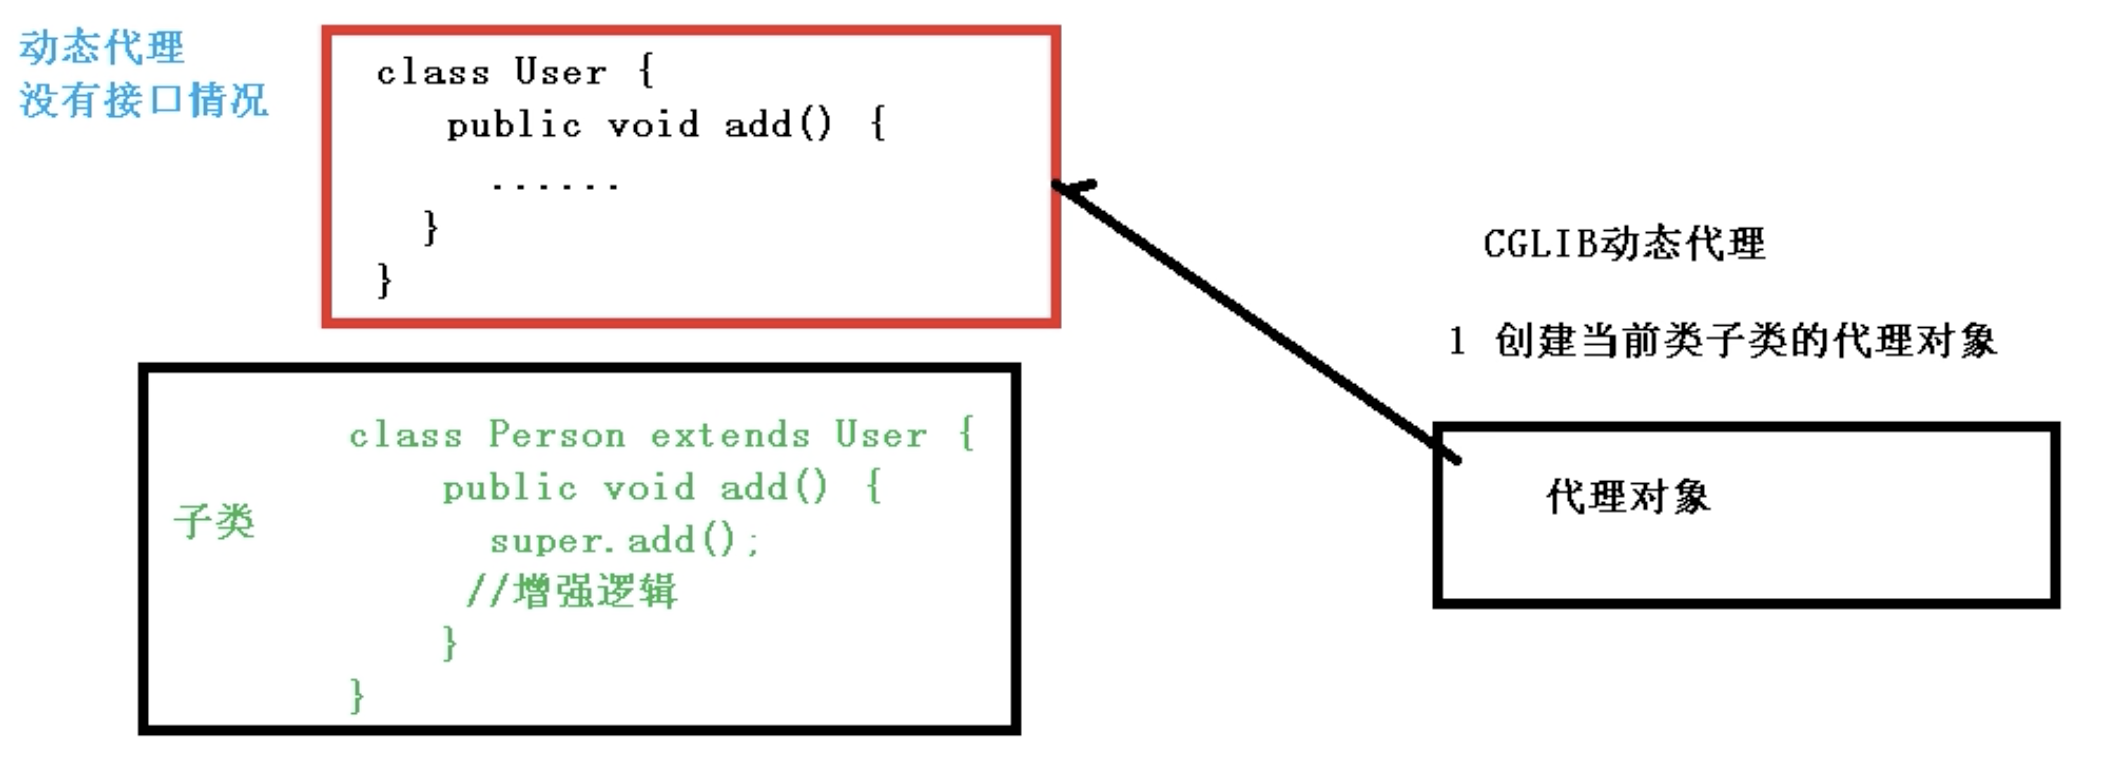 动态代理
没有接口情况
class User {
public void add() {
......
}
}
CGLIB动态代理
1 创建当前类子类的代理对象
代理对象
子类
class Person extends User {
public void add() {
super.add();
//增强逻辑
}
}